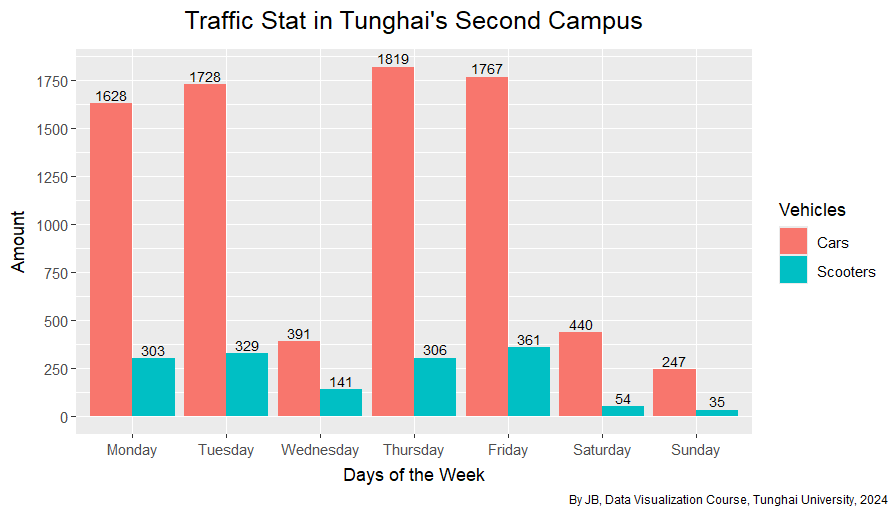 Traffic Stat in Tunghai's Second Campus
1819
1767
1728
1628
1750
1500
1250
1000
750
500
250
0
Amount
303
329
391
141
306
361
440
54
247
35
Vehicles
Cars
Scooters
Monday Tuesday Wednesday Thursday Friday Saturday Sunday
Days of the Week
By JB, Data Visualization Course, Tunghai University, 2024